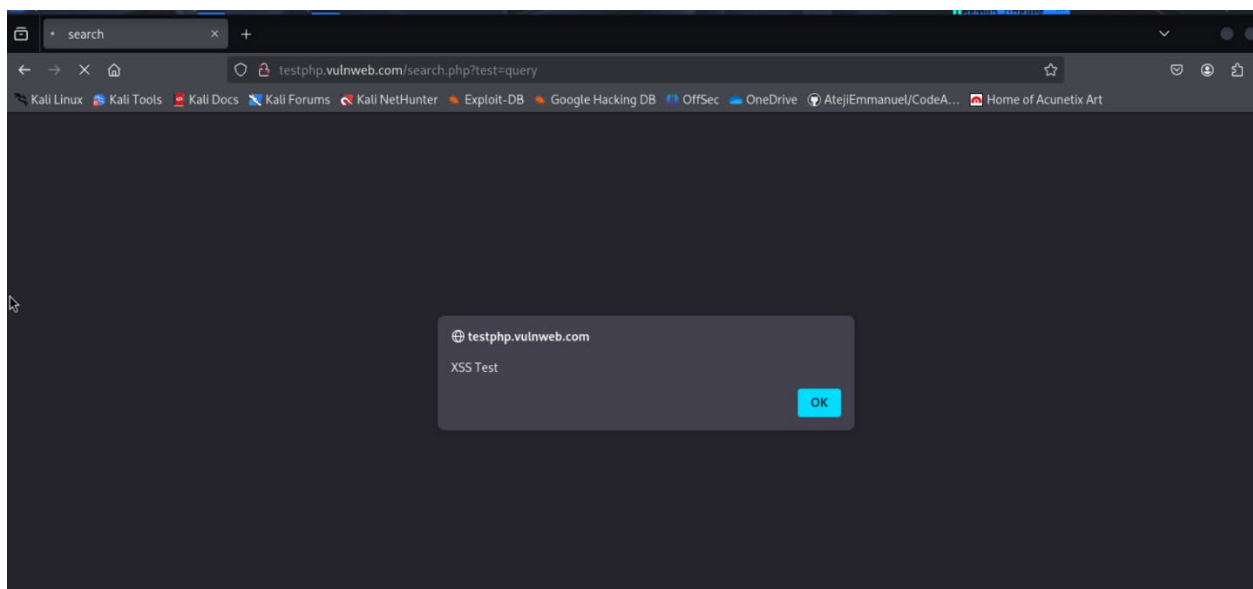 search
testphp.vulnweb.com/search.php?test=query
Kali Linux Kali Tools Kali Docs Kali Forums Kali NetHunter Exploit-DB Google Hacking DB OffSec OneDrive AtejiEmmanuel/CodeA... Home of Acunetix Art
testphp.vulnweb.com
XSS Test
OK